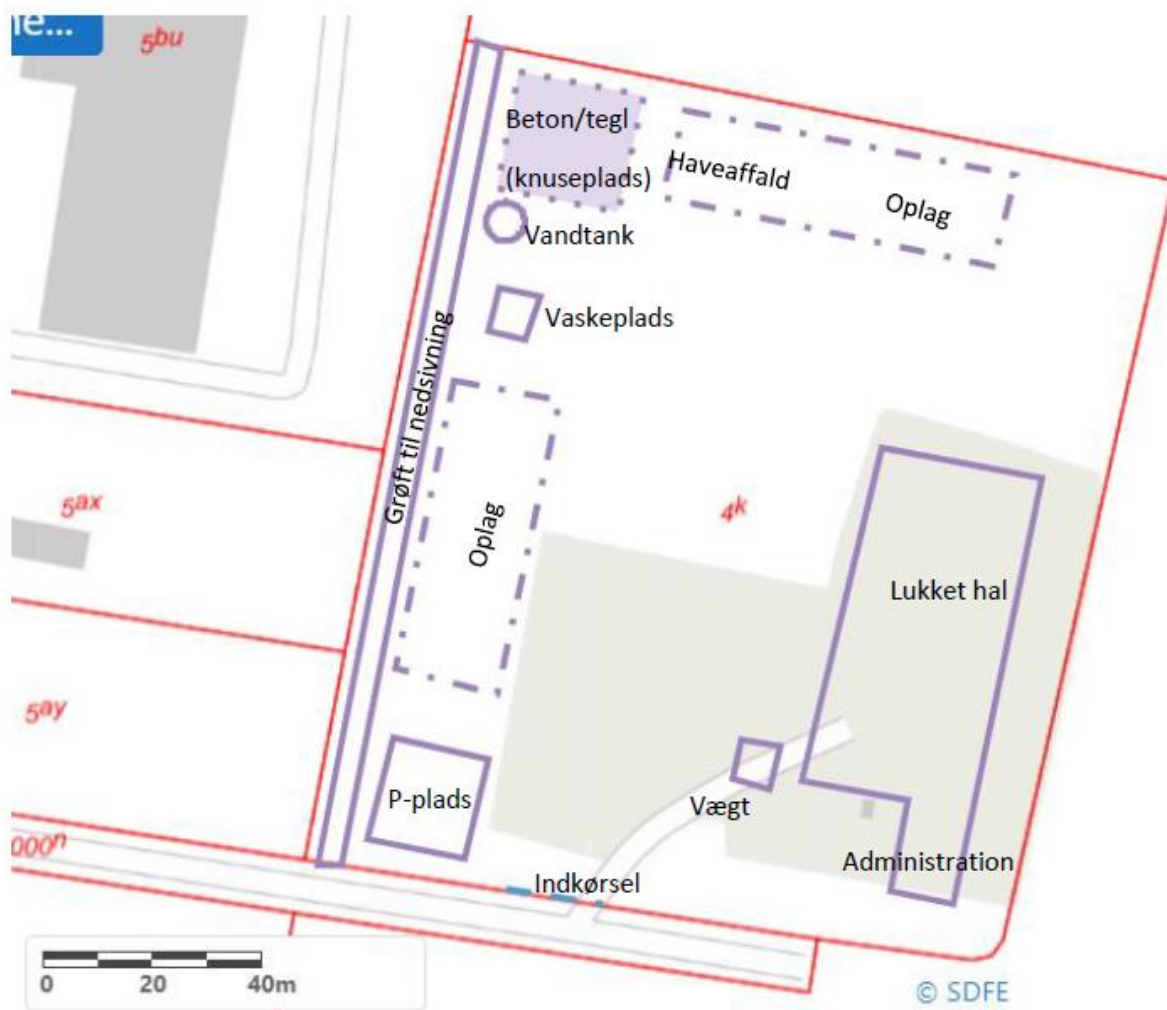 5bu
Beton/tegl
(knuseplads)
Haveaffald
Oplag
Vandtank
Vaskeplads
Grøft til nedsivning
5ax
Oplag
4k
Lukket hal
5ay
P-plads
Vægt
000n
Indkørsel
Administration
0 20 40m
© SDFE